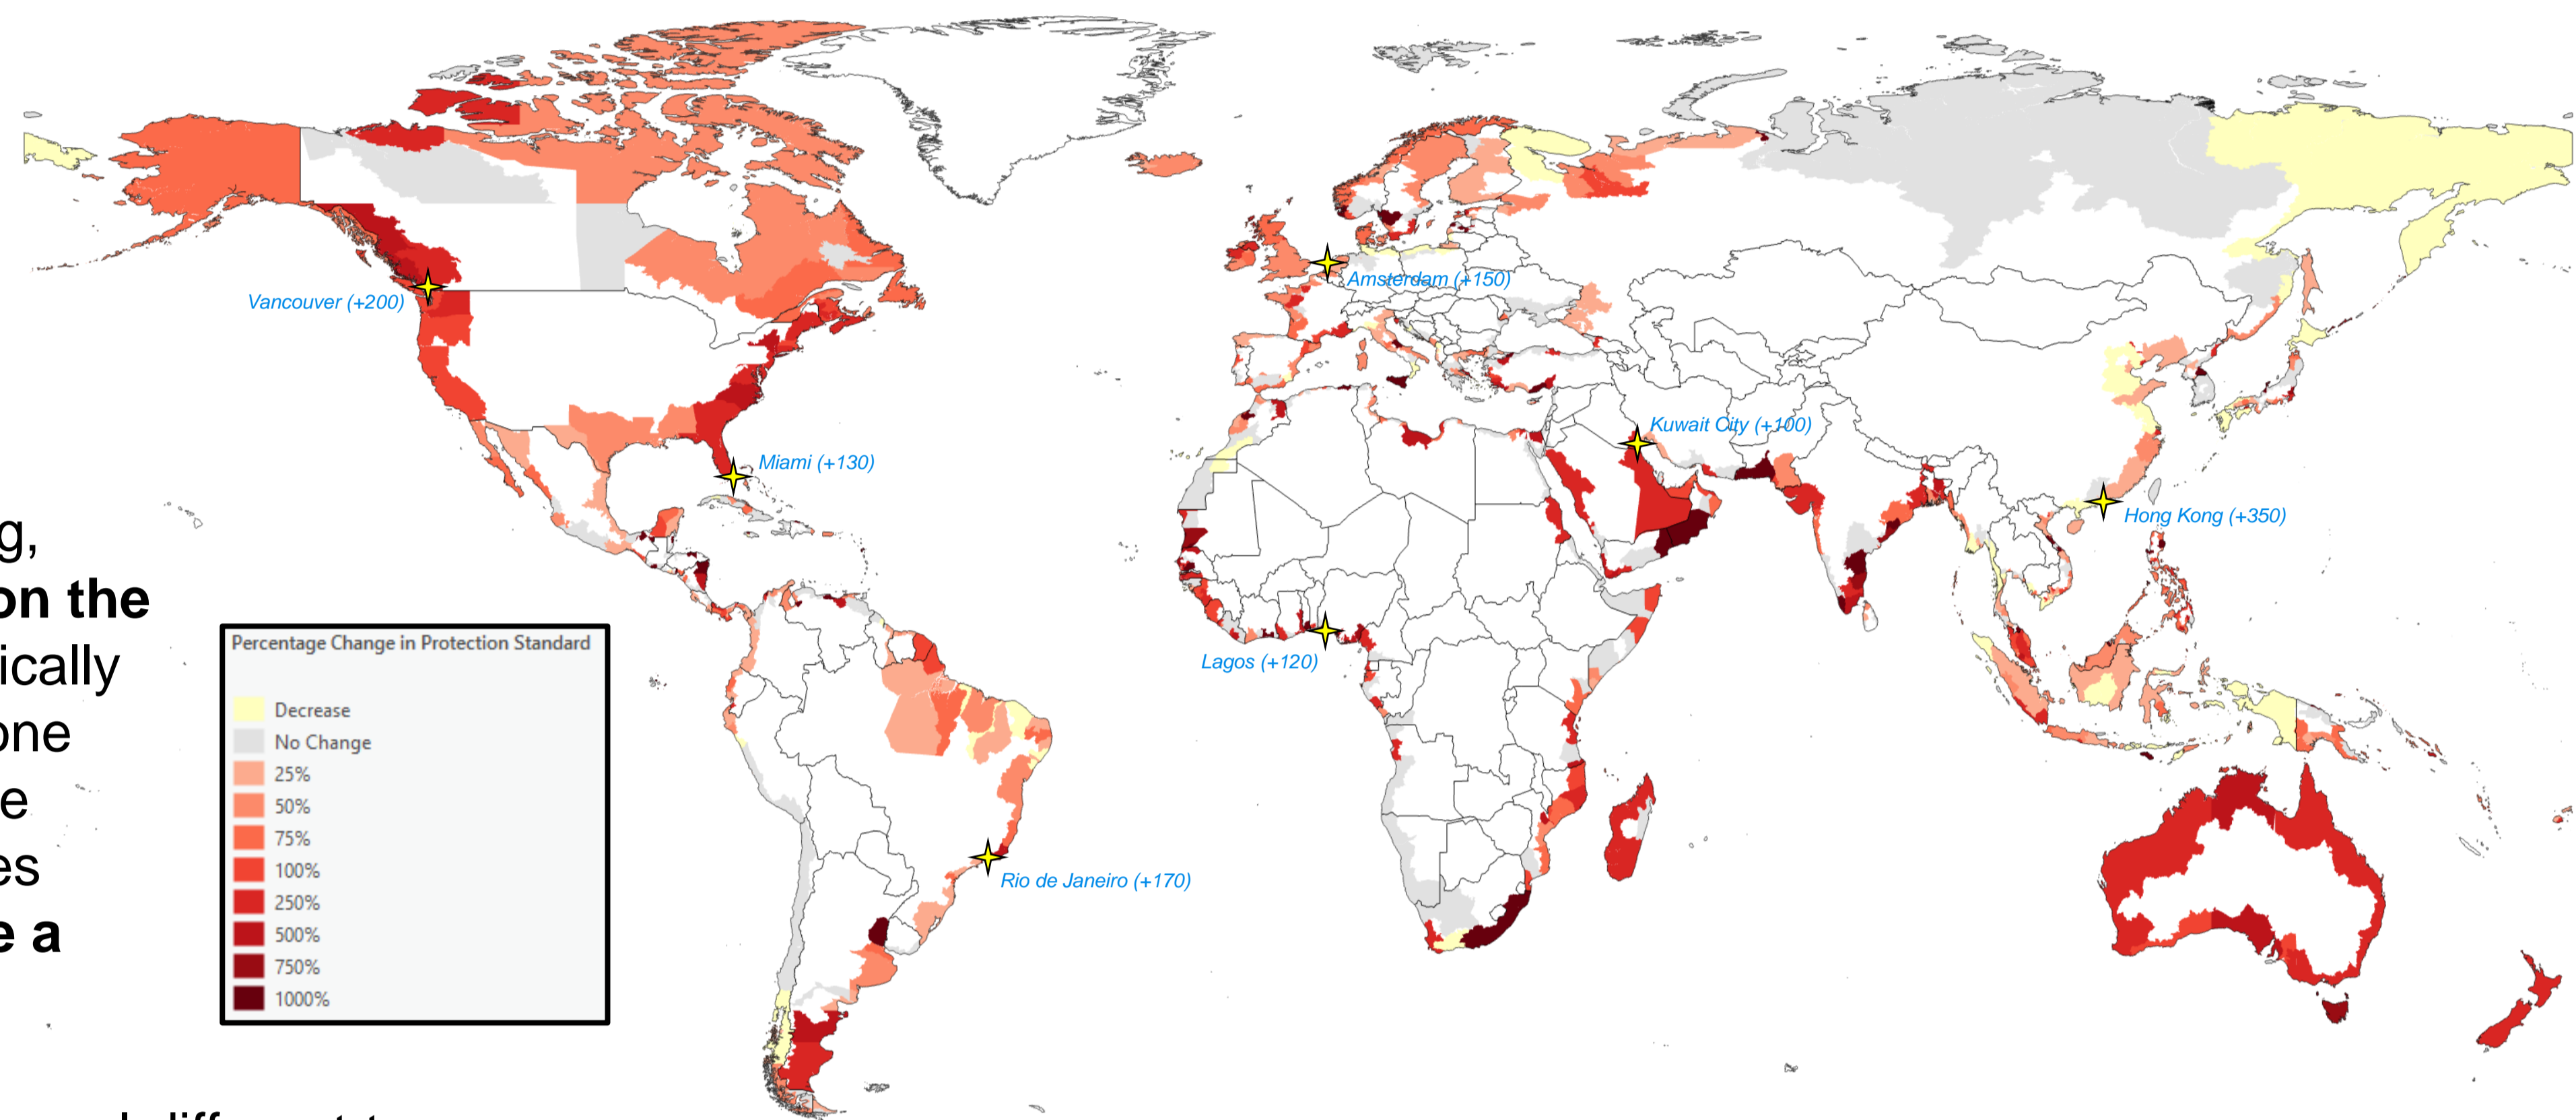 g,
on the
ically
one
e
es
e a
Vancouver (+200)
Miami (+130)
Amsterdam (+150)
Kuwait City (+100)
Hong Kong (+350)
Lagos (+120)
Rio de Janeiro (+170)
Percentage Change in Protection Standard
Decrease
No Change
25%
50%
75%
100%
250%
500%
750%
1000%